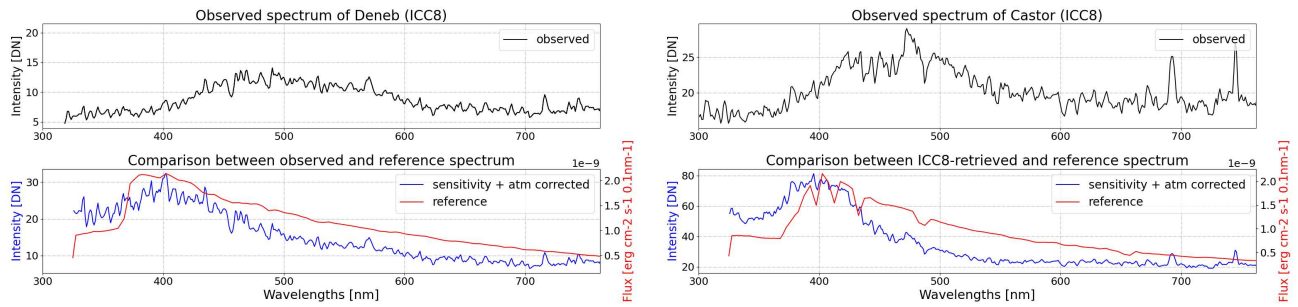 Observed spectrum of Deneb (ICC8)
Intensity [DN]
20
15
10
5
observed
300 400 500 600 700
Comparison between observed and reference spectrum
1e−9
Intensity [DN]
30
20
10
sensitivity + atm corrected
reference
2.0
1.5
1.0
0.5
Flux [erg cm-2 s-1 0.1nm-1]
300 400 500 600 700
Wavelengths [nm]
Observed spectrum of Castor (ICC8)
Intensity [DN]
25
20
observed
300 400 500 600 700
Comparison between ICC8-retrieved and reference spectrum
1e−9
Intensity [DN]
80
60
40
20
sensitivity + atm corrected
reference
2.0
1.5
1.0
0.5
Flux [erg cm-2 s-1 0.1nm-1]
300 400 500 600 700
Wavelengths [nm]